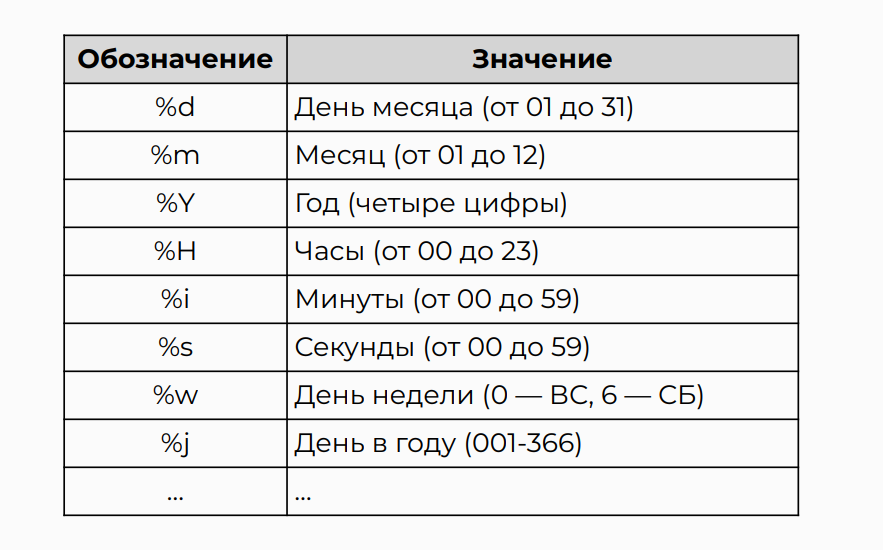 Обозначение Значение
%d День месяца (от 01 до 31)
%m Месяц (от 01 до 12)
%Y Год (четыре цифры)
%H Часы (от 00 до 23)
%i Минуты (от 00 до 59)
%s Секунды (от 00 до 59)
%w День недели (0 — ВС, 6 — СБ)
%j День в году (001-366)
... ...